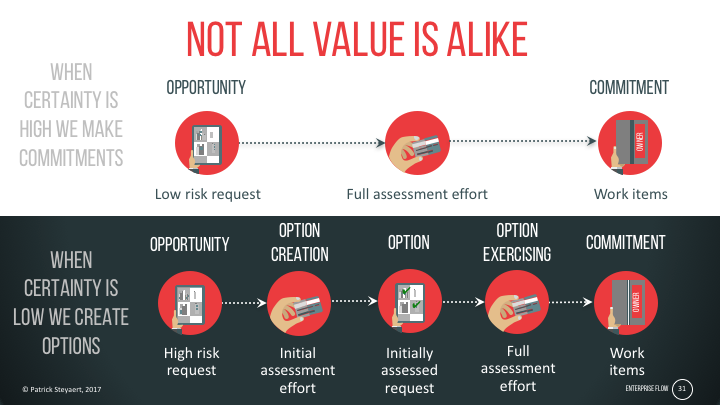 NOT ALL VALUE IS ALIKE
WHEN
CERTAINTY IS
HIGH WE MAKE
COMMITMENTS
OPPORTUNITY
COMMITMENT
OWNER
Low risk request
Full assessment effort
Work items
WHEN
CERTAINTY IS
LOW WE CREATE
OPTIONS
OPPORTUNITY
OPTION
CREATION
OPTION
OPTION
EXERCISING
COMMITMENT
OWNER
High risk
request
Initial
assessment
effort
Initially
assessed
request
Full
assessment
effort
Work
items
© Patrick Steyaert, 2017
ENTERPRISE FLOW
31